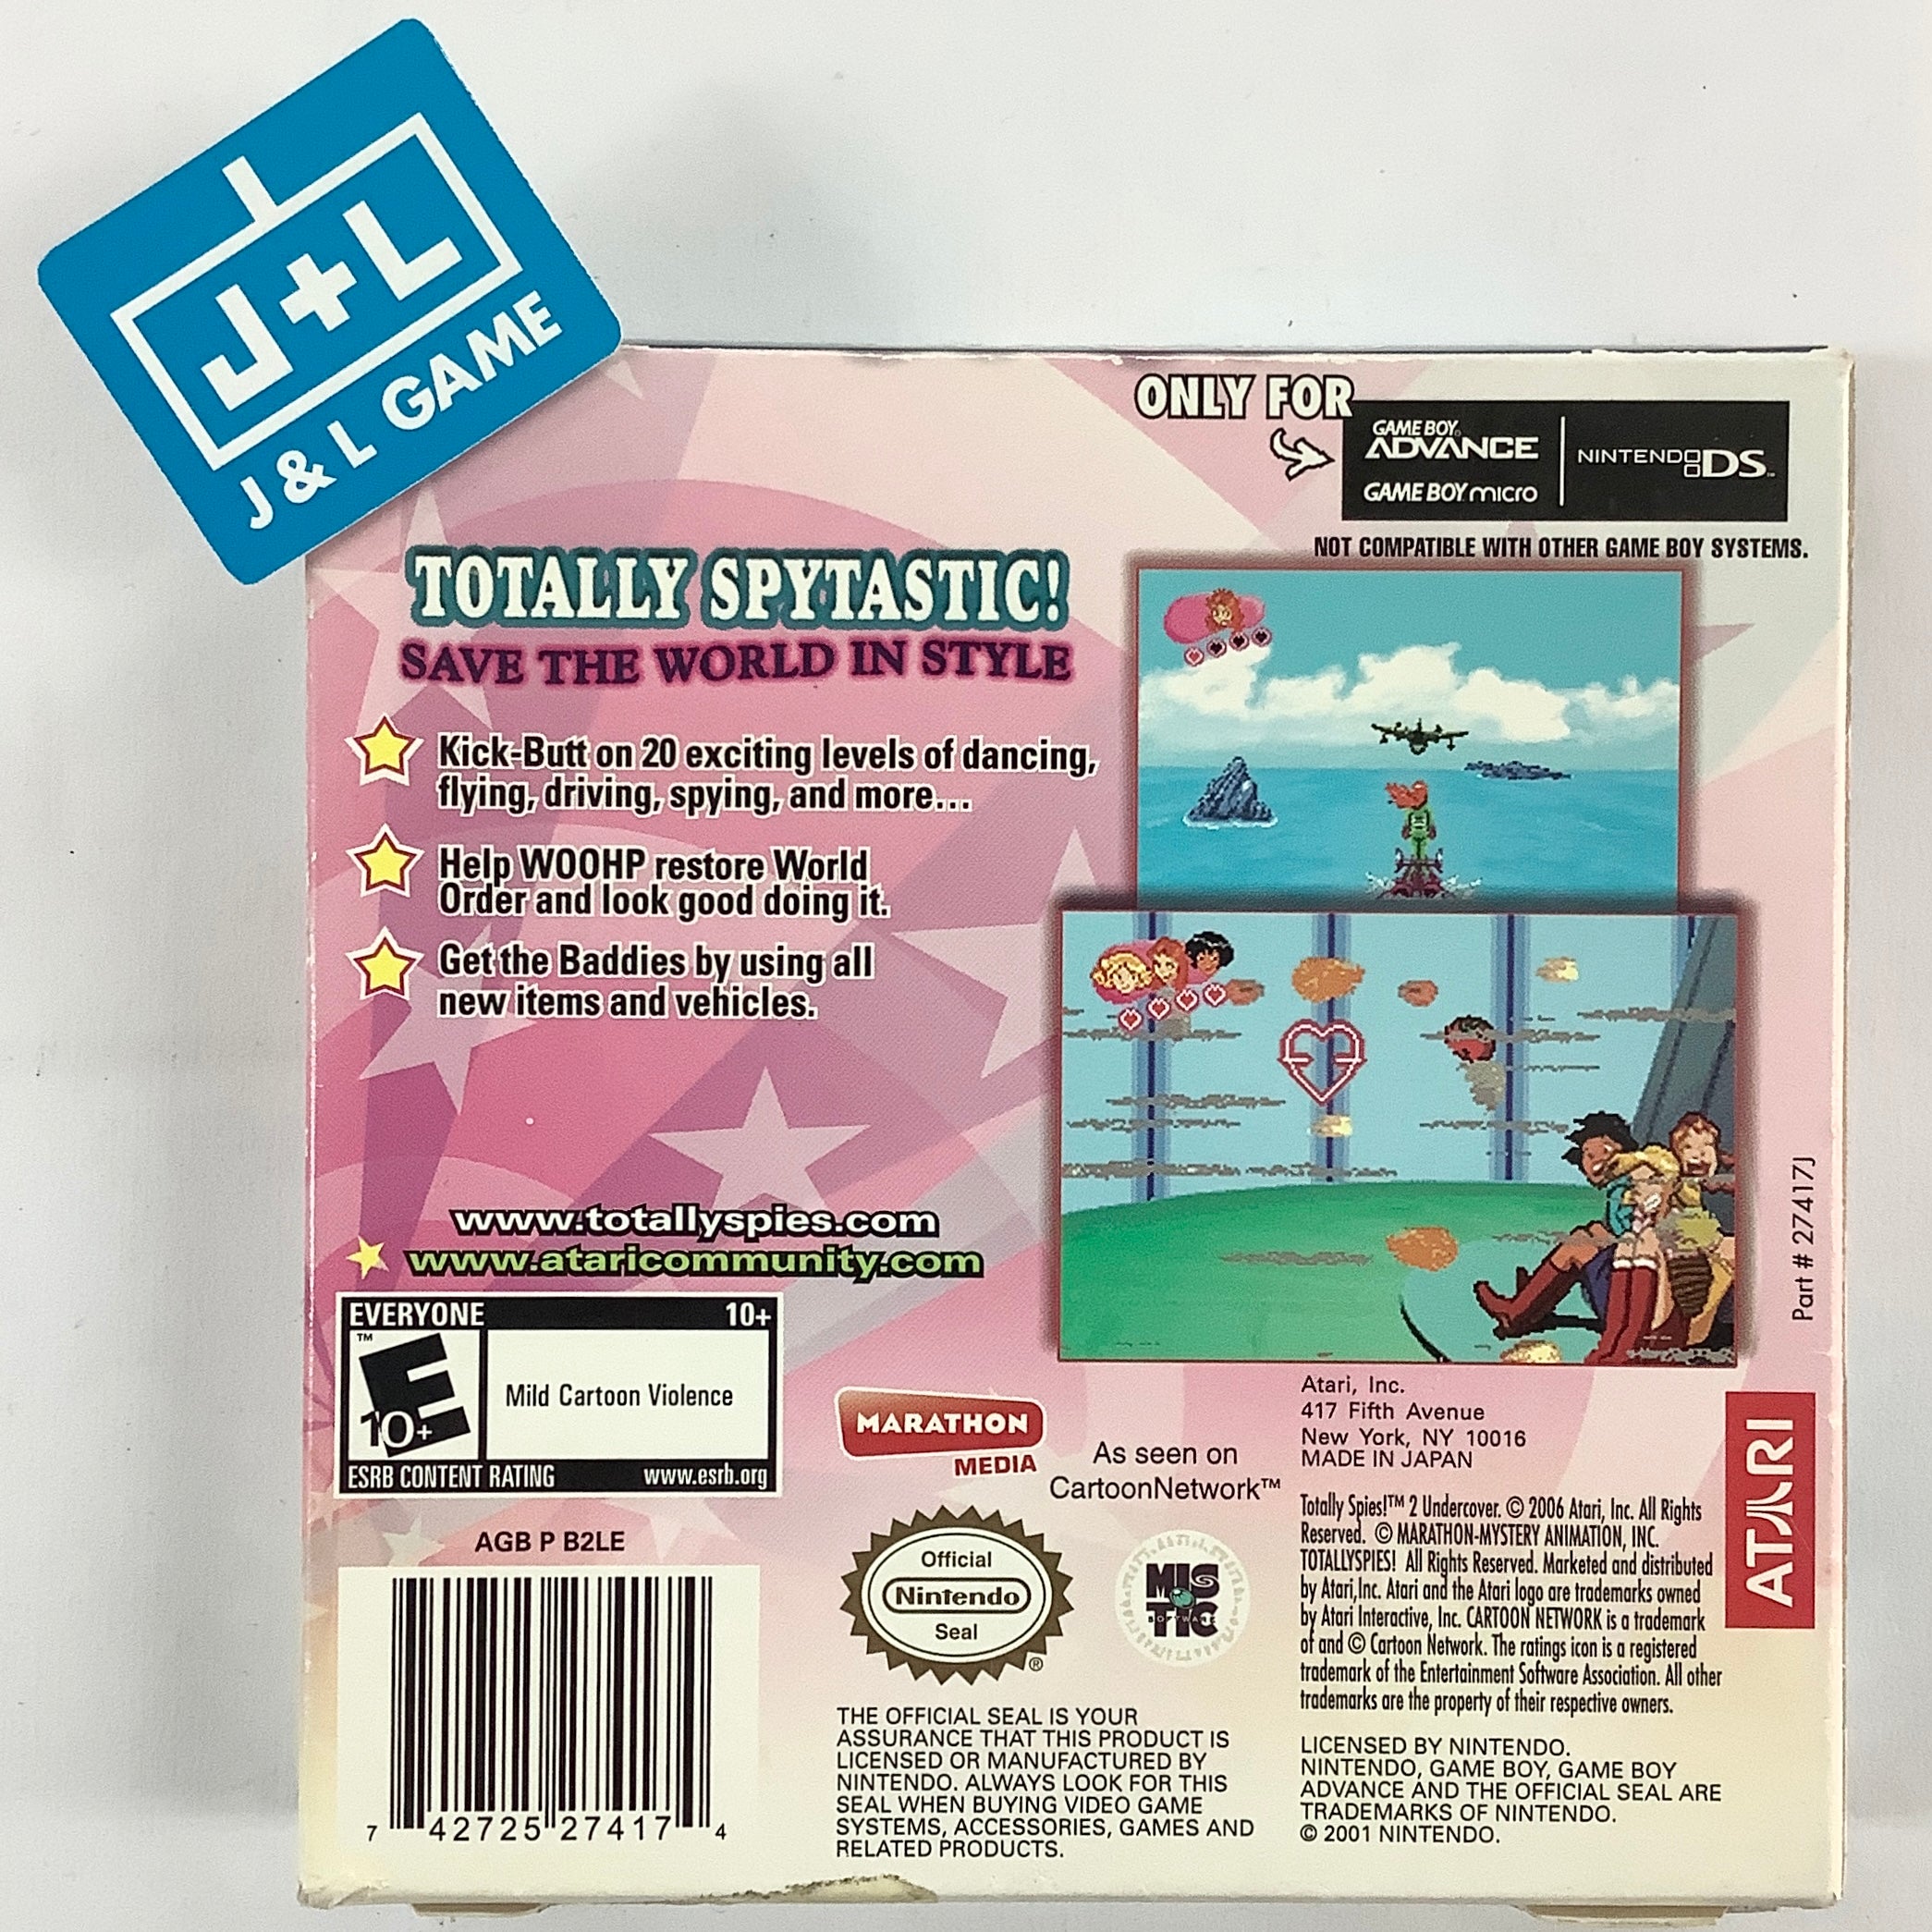 J+L
J & L GAME
ONLY FOR
GAME BOY
ADVANCE
GAME BOY micro
NINTENDO DS™
NOT COMPATIBLE WITH OTHER GAME BOY SYSTEMS.
TOTALLY SPYTASTIC!
SAVE THE WORLD IN STYLE
Kick-Butt on 20 exciting levels of dancing,
flying, driving, spying, and more...
Help WOOHP restore World
Order and look good doing it.
Get the Baddies by using all
new items and vehicles.
www.totallyspies.com
www.ataricommunity.com
Part # 27417J
EVERYONE 10+
™
E
10+
Mild Cartoon Violence
ESRB CONTENT RATING www.esrb.org
AGB P B2LE
7 42725 27417 4
MARATHON
MEDIA
As seen on
CartoonNetwork™
Official
Nintendo
Seal
®
MIS
SOFTWARE
TIC
THE OFFICIAL SEAL IS YOUR
ASSURANCE THAT THIS PRODUCT IS
LICENSED OR MANUFACTURED BY
NINTENDO. ALWAYS LOOK FOR THIS
SEAL WHEN BUYING VIDEO GAME
SYSTEMS, ACCESSORIES, GAMES AND
RELATED PRODUCTS.
Atari, Inc.
417 Fifth Avenue
New York, NY 10016
MADE IN JAPAN
Totally Spies!™ 2 Undercover. © 2006 Atari, Inc. All Rights
Reserved. © MARATHON-MYSTERY ANIMATION, INC.
TOTALLYSPIES! All Rights Reserved. Marketed and distributed
by Atari,Inc. Atari and the Atari logo are trademarks owned
by Atari Interactive, Inc. CARTOON NETWORK is a trademark
of and © Cartoon Network. The ratings icon is a registered
trademark of the Entertainment Software Association. All other
trademarks are the property of their respective owners.
LICENSED BY NINTENDO.
NINTENDO, GAME BOY, GAME BOY
ADVANCE AND THE OFFICIAL SEAL ARE
TRADEMARKS OF NINTENDO.
© 2001 NINTENDO.
ATARI